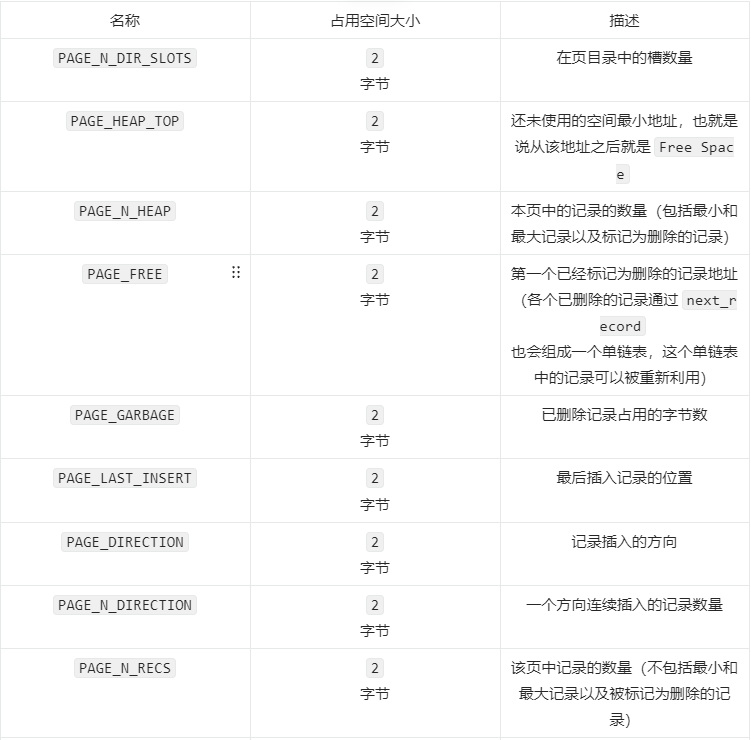 名称 占用空间大小 描述
PAGE_N_DIR_SLOTS 2 在页目录中的槽数量
字节
PAGE_HEAP_TOP 2 还未使用的空间最小地址，也就是
字节 说从该地址之后就是 Free Spac
e
PAGE_N_HEAP 2 本页中的记录的数量（包括最小和
字节 最大记录以及标记为删除的记录）
PAGE_FREE 2 第一个已经标记为删除的记录地址
字节 （各个已删除的记录通过 next_r
ecord
也会组成一个单链表，这个单链表
中的记录可以被重新利用）
PAGE_GARBAGE 2 已删除记录占用的字节数
字节
PAGE_LAST_INSERT 2 最后插入记录的位置
字节
PAGE_DIRECTION 2 记录插入的方向
字节
PAGE_N_DIRECTION 2 一个方向连续插入的记录数量
字节
PAGE_N_RECS 2 该页中记录的数量（不包括最小和
字节 最大记录以及被标记为删除的记
录）